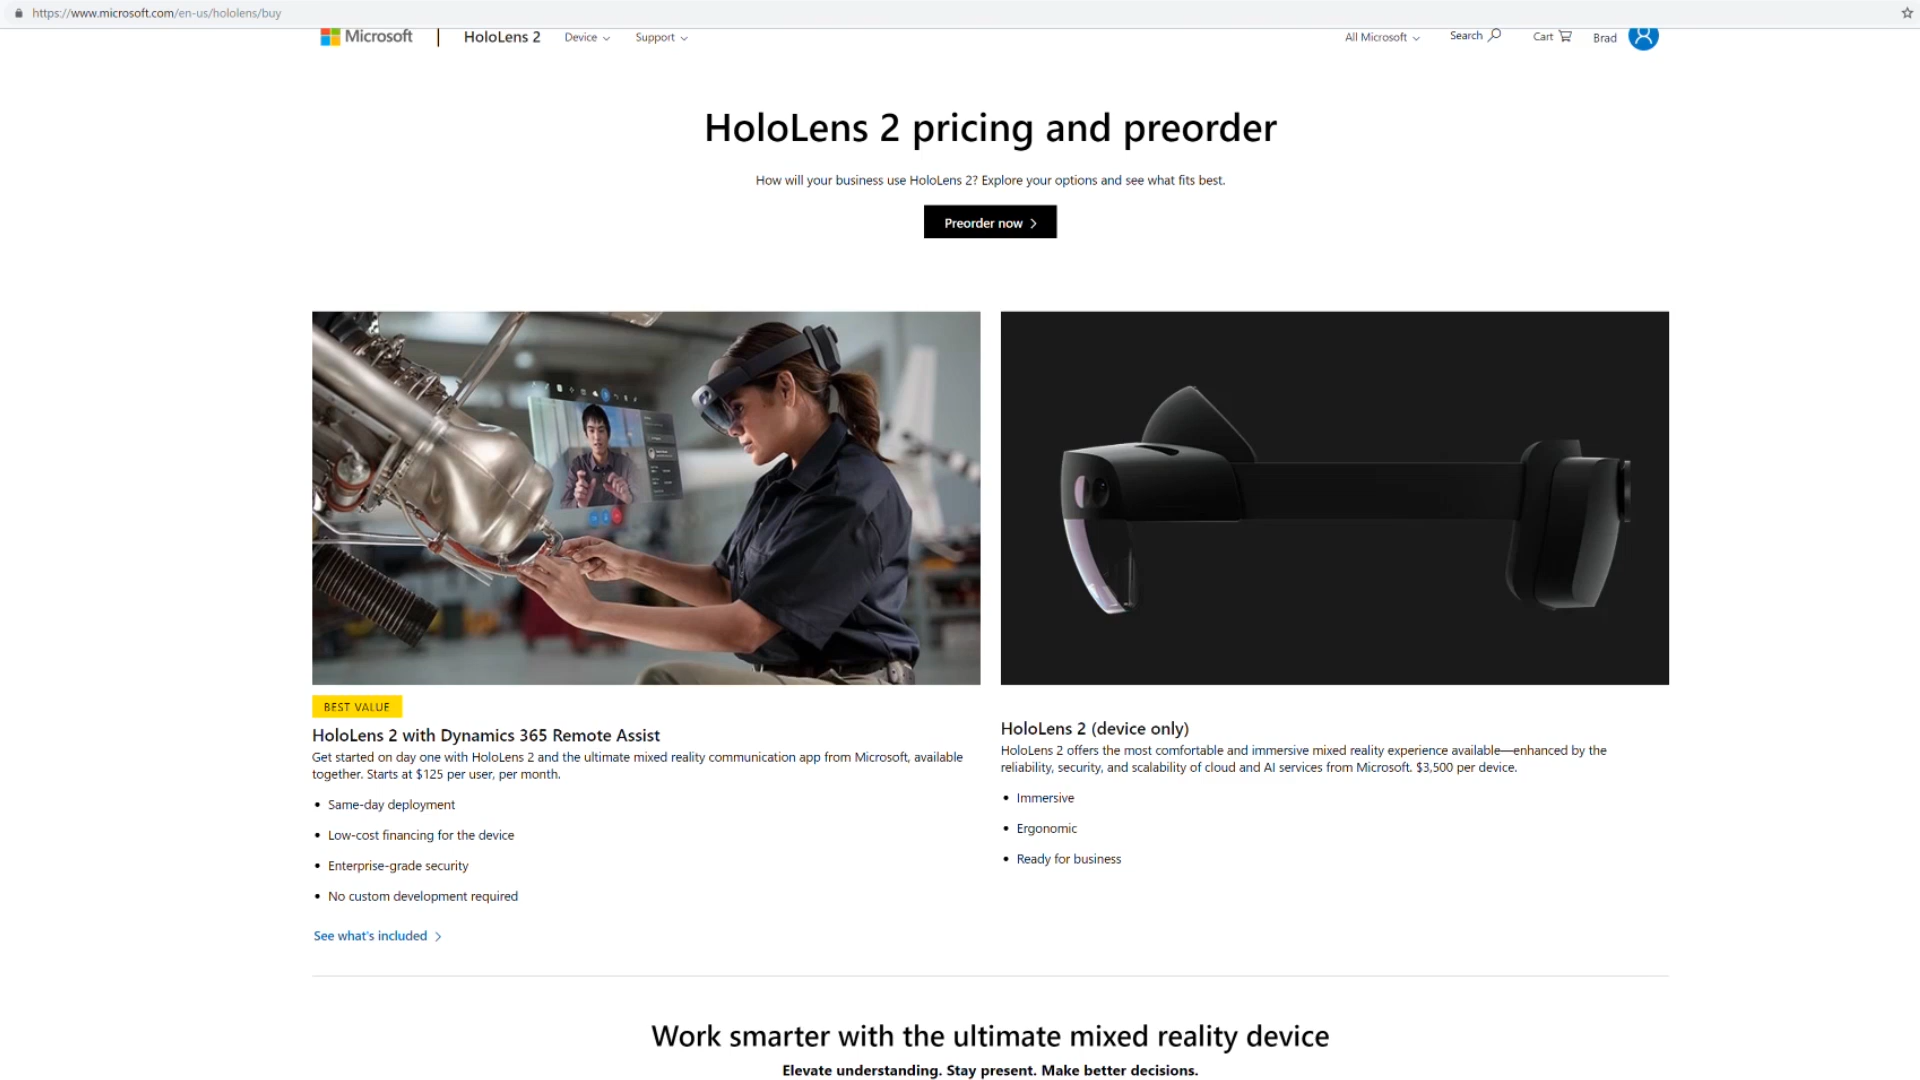 https://www.microsoft.com/en-us/hololens/buy
Microsoft HoloLens 2 Device Support All Microsoft Search Cart Brad
HoloLens 2 pricing and preorder
How will your business use HoloLens 2? Explore your options and see what fits best.
Preorder now
BEST VALUE
HoloLens 2 with Dynamics 365 Remote Assist
Get started on day one with HoloLens 2 and the ultimate mixed reality communication app from Microsoft, available
together. Starts at $125 per user, per month.
• Same-day deployment
• Low-cost financing for the device
• Enterprise-grade security
• No custom development required
See what's included
HoloLens 2 (device only)
HoloLens 2 offers the most comfortable and immersive mixed reality experience available—enhanced by the
reliability, security, and scalability of cloud and AI services from Microsoft. $3,500 per device.
• Immersive
• Ergonomic
• Ready for business
Work smarter with the ultimate mixed reality device
Elevate understanding. Stay present. Make better decisions.